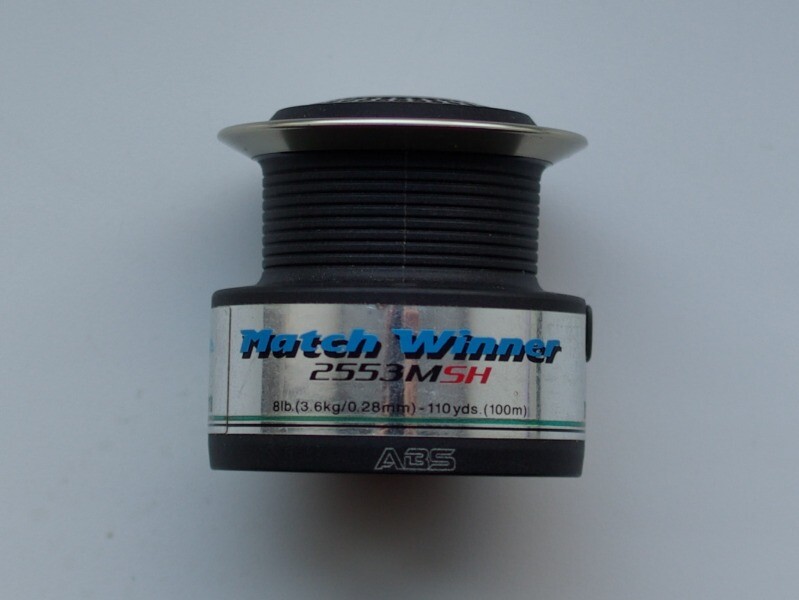 Match Winner
2553MSH
8lb.(3.6kg/0.28mm)-110yds.(100m)
ABS